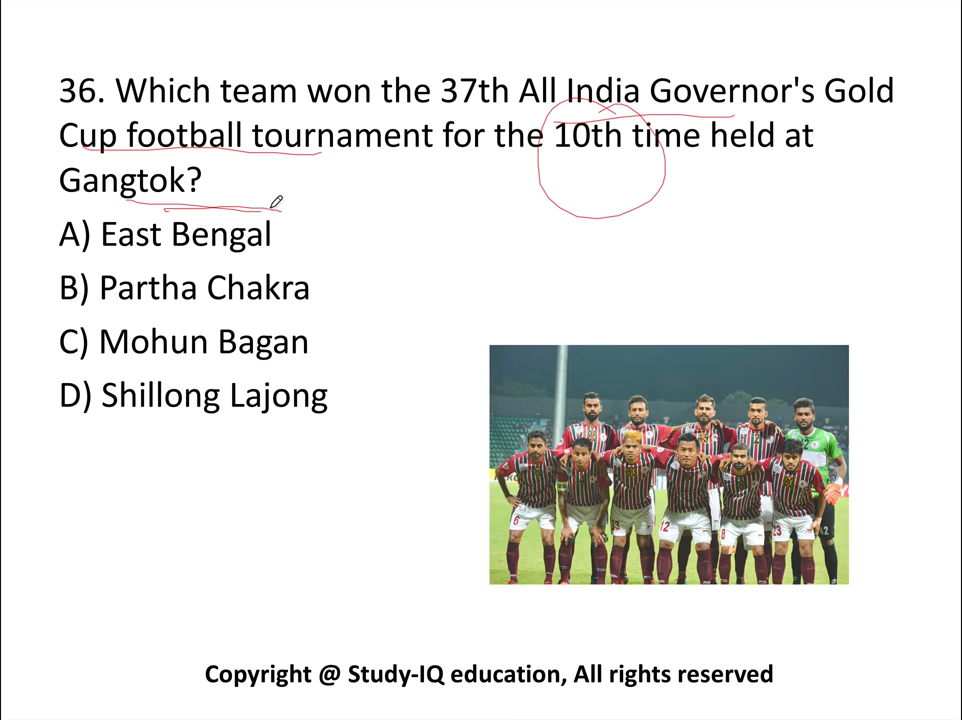 36. Which team won the 37th All India Governor's Gold
Cup football tournament for the 10th time held at
Gangtok?
A) East Bengal
B) Partha Chakra
C) Mohun Bagan
D) Shillong Lajong
Copyright @ Study-IQ education, All rights reserved